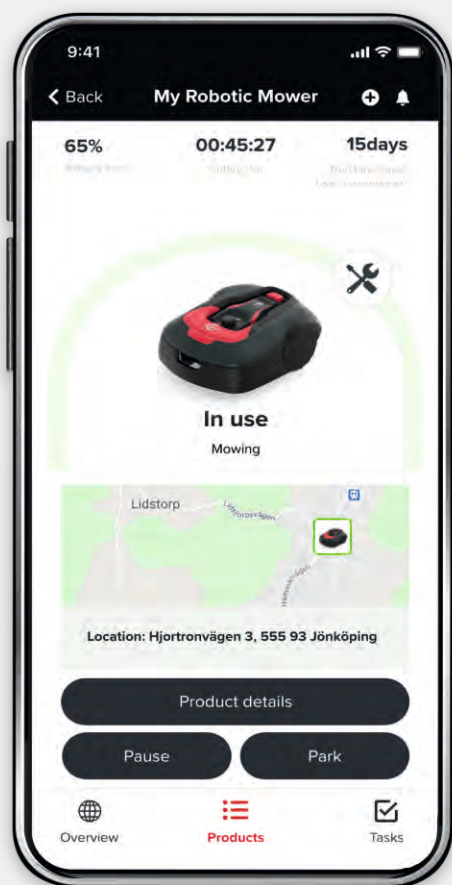 9:41
Back My Robotic Mower
65% 00:45:27 15days
In use
Mowing
Lidstorp
Lidstorpsvägen
Location: Hjortronvägen 3, 555 93 Jönköping
Product details
Pause Park
Overview Products Tasks